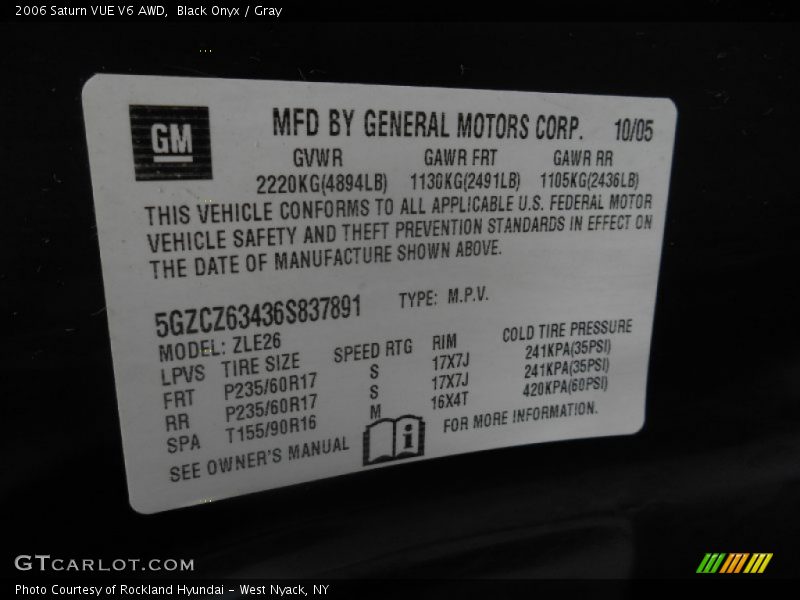 2006 Saturn VUE V6 AWD, Black Onyx / Gray
GM
MFD BY GENERAL MOTORS CORP. 10/05
GVWR GAWR FRT GAWR RR
2220KG(4894LB) 1130KG(2491LB) 1105KG(2436LB)
THIS VEHICLE CONFORMS TO ALL APPLICABLE U.S. FEDERAL MOTOR
VEHICLE SAFETY AND THEFT PREVENTION STANDARDS IN EFFECT ON
THE DATE OF MANUFACTURE SHOWN ABOVE.
5GZCZ63436S837891 TYPE: M.P.V.
MODEL: ZLE26
LPVS TIRE SIZE SPEED RTG RIM COLD TIRE PRESSURE
FRT P235/60R17 S 17X7J 241KPA(35PSI)
RR P235/60R17 S 17X7J 241KPA(35PSI)
SPA T155/90R16 M 16X4T 420KPA(60PSI)
SEE OWNER'S MANUAL i FOR MORE INFORMATION.
GTCARLOT.COM
Photo Courtesy of Rockland Hyundai - West Nyack, NY